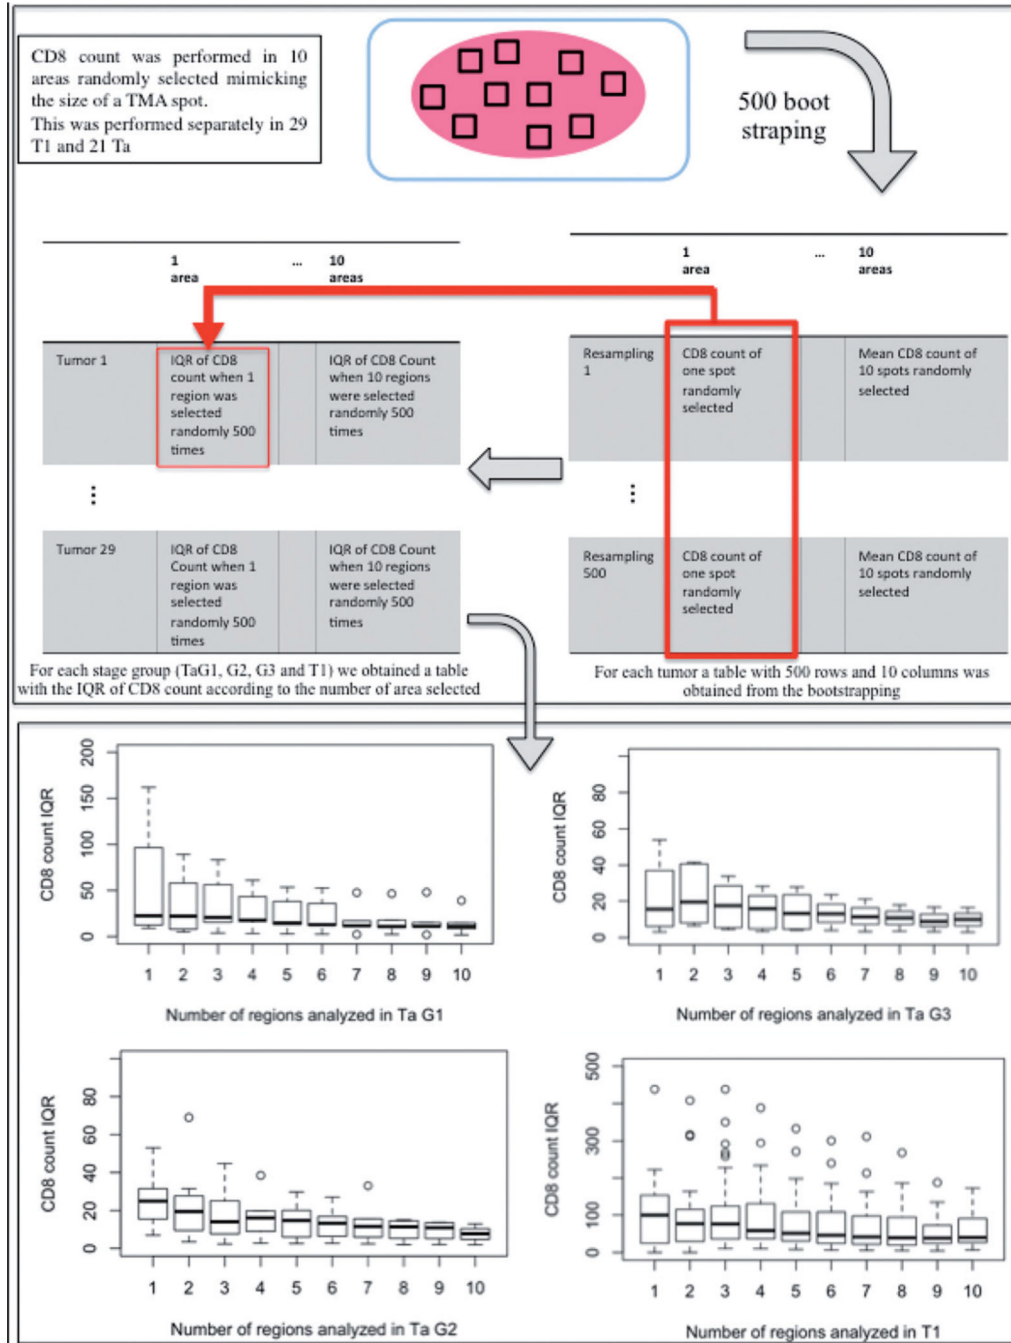 CD8 count was performed in 10
areas randomly selected mimicking
the size of a TMA spot.
This was performed separately in 29
T1 and 21 Ta
500 boot
straping
1
area
...
10
areas
Tumor 1
IQR of CD8
count when 1
region was
selected
randomly 500
times
IQR of CD8 Count
when 10 regions
were selected
randomly 500
times
⋮
Tumor 29
IQR of CD8
Count when 1
region was
selected
randomly 500
times
IQR of CD8 Count
when 10 regions
were selected
randomly 500
times
For each stage group (TaG1, G2, G3 and T1) we obtained a table
with the IQR of CD8 count according to the number of area selected
1
area
...
10
areas
Resampling
1
CD8 count of
one spot
randomly
selected
Mean CD8 count of
10 spots randomly
selected
⋮
Resampling
500
CD8 count of
one spot
randomly
selected
Mean CD8 count of
10 spots randomly
selected
For each tumor a table with 500 rows and 10 columns was
obtained from the bootstrapping
CD8 count IQR
200
150
100
50
0
1 2 3 4 5 6 7 8 9 10
Number of regions analyzed in Ta G1
CD8 count IQR
80
60
40
20
0
1 2 3 4 5 6 7 8 9 10
Number of regions analyzed in Ta G3
CD8 count IQR
80
60
40
20
0
1 2 3 4 5 6 7 8 9 10
Number of regions analyzed in Ta G2
CD8 count IQR
500
300
100
0
1 2 3 4 5 6 7 8 9 10
Number of regions analyzed in T1